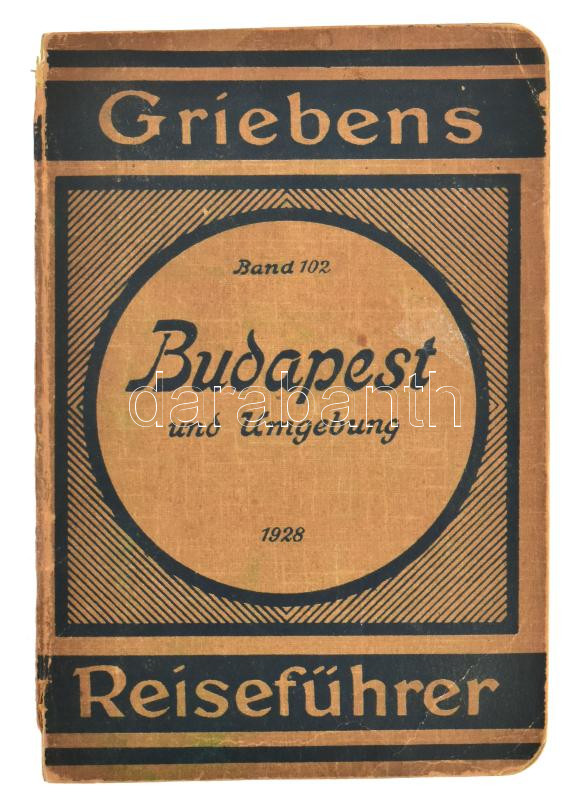 Griebens
Band 102
Budapest
darabanth
und Umgebung
1928
Reiseführer